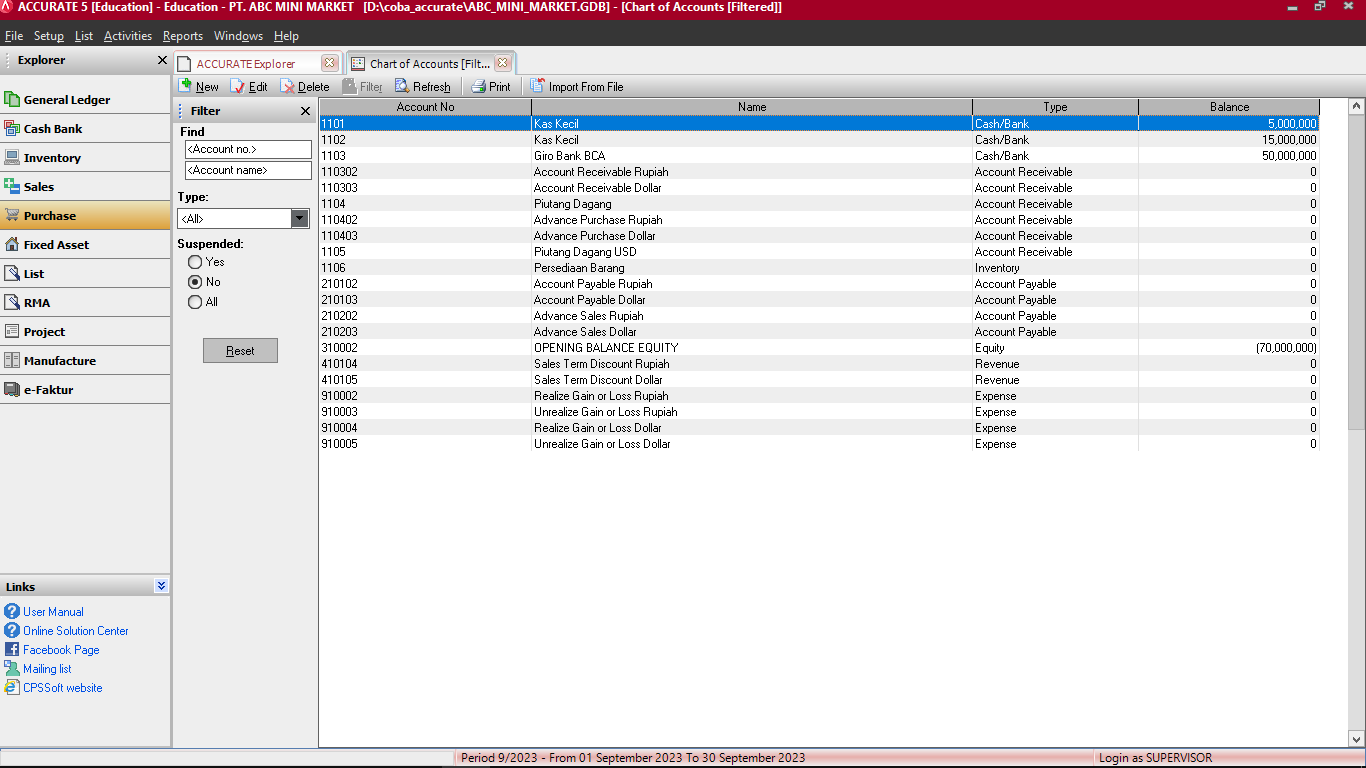 ACCURATE 5 [Education] - Education - PT. ABC MINI MARKET [D:\coba_accurate\ABC_MINI_MARKET.GDB] - [Chart of Accounts [Filtered]]
File Setup List Activities Reports Windows Help
Explorer
ACCURATE Explorer
Chart of Accounts [Filt...
New Edit Delete Filter Refresh Print Import From File
General Ledger
Cash Bank
Inventory
Sales
Purchase
Fixed Asset
List
RMA
Project
Manufacture
e-Faktur
Links
User Manual
Online Solution Center
Facebook Page
Mailing list
CPSSoft website
Filter
Find
<Account no.>
<Account name>
Type:
<All>
Suspended:
Yes
No
All
Reset
Account No Name Type Balance
1101 Kas Kecil Cash/Bank 5,000,000
1102 Kas Kecil Cash/Bank 15,000,000
1103 Giro Bank BCA Cash/Bank 50,000,000
110302 Account Receivable Rupiah Account Receivable 0
110303 Account Receivable Dollar Account Receivable 0
1104 Piutang Dagang Account Receivable 0
110402 Advance Purchase Rupiah Account Receivable 0
110403 Advance Purchase Dollar Account Receivable 0
1105 Piutang Dagang USD Account Receivable 0
1106 Persediaan Barang Inventory 0
210102 Account Payable Rupiah Account Payable 0
210103 Account Payable Dollar Account Payable 0
210202 Advance Sales Rupiah Account Payable 0
210203 Advance Sales Dollar Account Payable 0
310002 OPENING BALANCE EQUITY Equity (70,000,000)
410104 Sales Term Discount Rupiah Revenue 0
410105 Sales Term Discount Dollar Revenue 0
910002 Realize Gain or Loss Rupiah Expense 0
910003 Unrealize Gain or Loss Rupiah Expense 0
910004 Realize Gain or Loss Dollar Expense 0
910005 Unrealize Gain or Loss Dollar Expense 0
Period 9/2023 - From 01 September 2023 To 30 September 2023
Login as SUPERVISOR